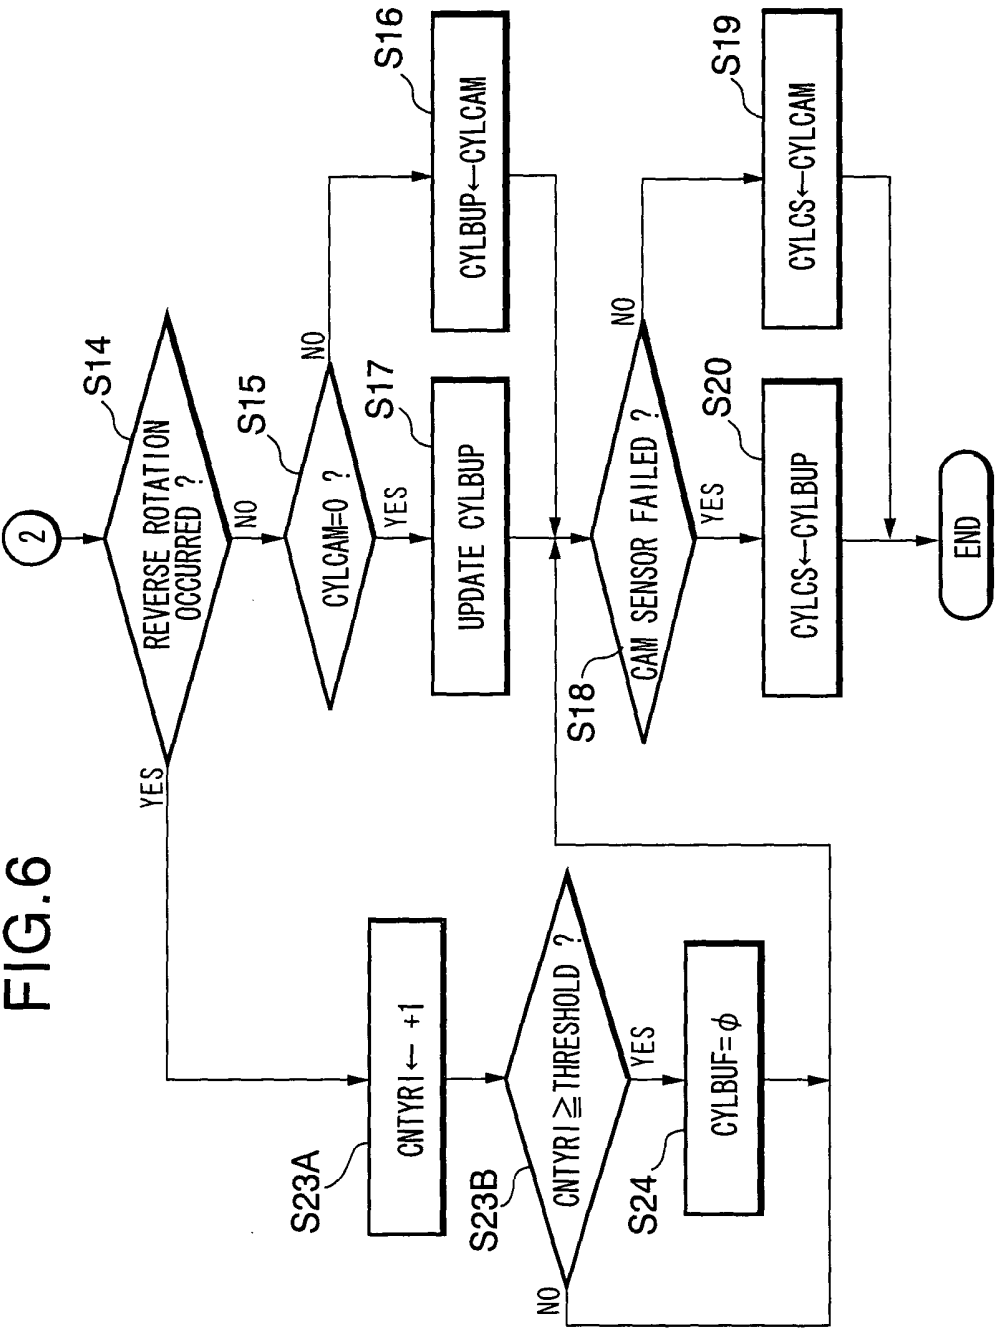 FIG.6
2
S14
REVERSE ROTATION
OCCURRED ?
YES
NO
S15
CYLCAM=0 ?
NO
YES
S16
CYLBUP←CYLCAM
S17
UPDATE CYLBUP
S23A
CNTYRI← +1
S23B
CNTYRI≧THRESHOLD ?
NO
YES
S24
CYLBUF=ϕ
S18
CAM SENSOR FAILED ?
NO
YES
S19
CYLCS←CYLCAM
S20
CYLCS←CYLBUP
END